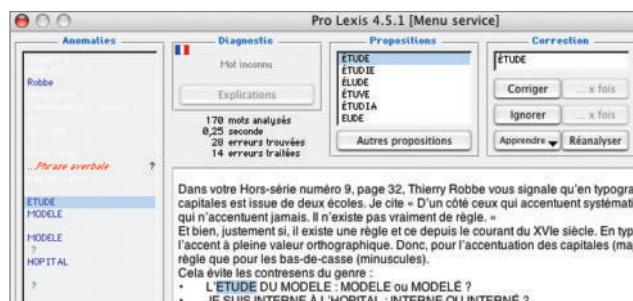 Pro Lexis 4.5.1 [Menu service]
Anomalies
Robbe
...Phrase averbale ?
ETUDE
MODELE
MODELE
?
HOPITAL
?
Diagnostic
Mot inconnu
Explications
170 mots analysés
0,25 seconde
28 erreurs trouvées
14 erreurs traitées
Propositions
ÉTUDE
ÉTUDIE
ÉLUDE
ÉTUVE
ÉTUDIA
EUDE
Autres propositions
Correction
ÉTUDE
Corriger ... x fois
Ignorer ... x fois
Apprendre Réanalyser
Dans votre Hors-série numéro 9, page 32, Thierry Robbe vous signale qu'en typogra
capitales est issue de deux écoles. Je cite « D'un côté ceux qui accentuent systémati
qui n'accentuent jamais. Il n'existe pas vraiment de règle. »
Et bien, justement si, il existe une règle et ce depuis le courant du XVIe siècle. En typ
l'accent à pleine valeur orthographique. Donc, pour l'accentuation des capitales (ma
règle que pour les bas-de-casse (minuscules).
Cela évite les contresens du genre :
• L'ETUDE DU MODELE : MODELE ou MODELÉ ?
• JE SUIS INTERNE À L'HOPITAL : INTERNE OU INTERNÉ ?